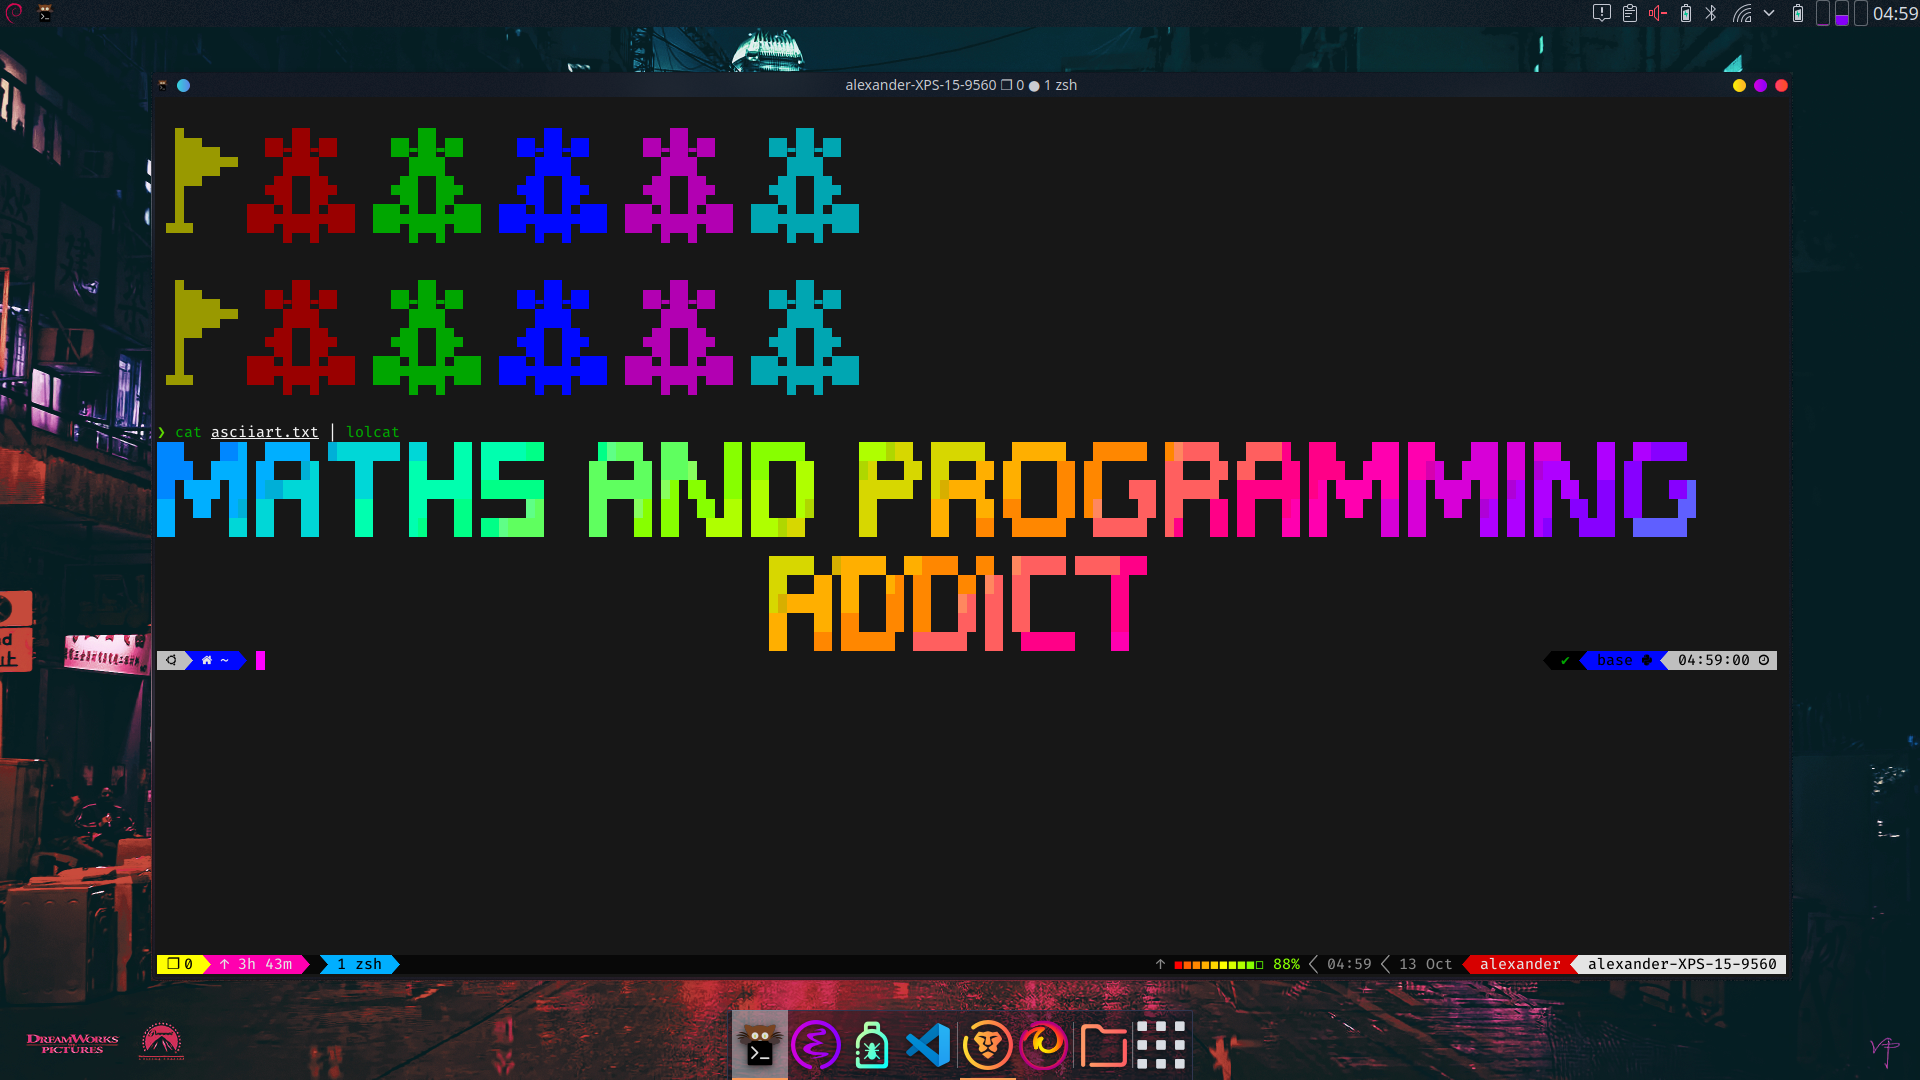 04:59
alexander-XPS-15-9560 ❐ 0 ● 1 zsh
❯ cat asciiart.txt | lolcat
MATHS AND PROGRAMMING
ADDICT
~
✔ base 04:59:00
❐ 0 ↑ 3h 43m 1 zsh ↑ 88% 04:59 13 Oct alexander alexander-XPS-15-9560
DREAMWORKS
PICTURES